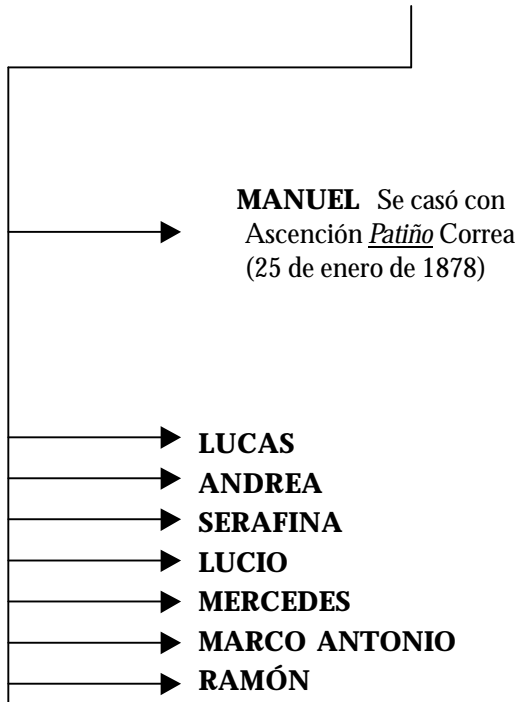 MANUEL Se casó con
Ascención Patiño Correa
(25 de enero de 1878)
LUCAS
ANDREA
SERAFINA
LUCIO
MERCEDES
MARCO ANTONIO
RAMÓN